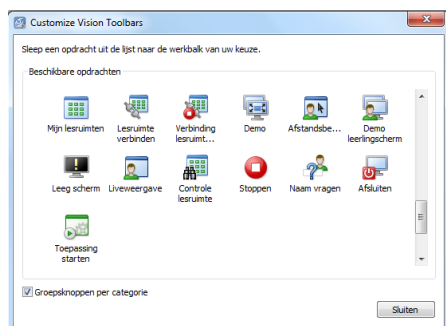 Customize Vision Toolbars
Sleep een opdracht uit de lijst naar de werkbalk van uw keuze.
Beschikbare opdrachten
Mijn lesruimten
Lesruimte
verbinden
Verbinding
lesruimt...
Demo
Afstandsbe...
Demo
leerlingscherm
Leeg scherm
Liveweergave
Controle
lesruimte
Stoppen
Naam vragen
Afsluiten
Toepassing
starten
Groepsknoppen per categorie
Sluiten